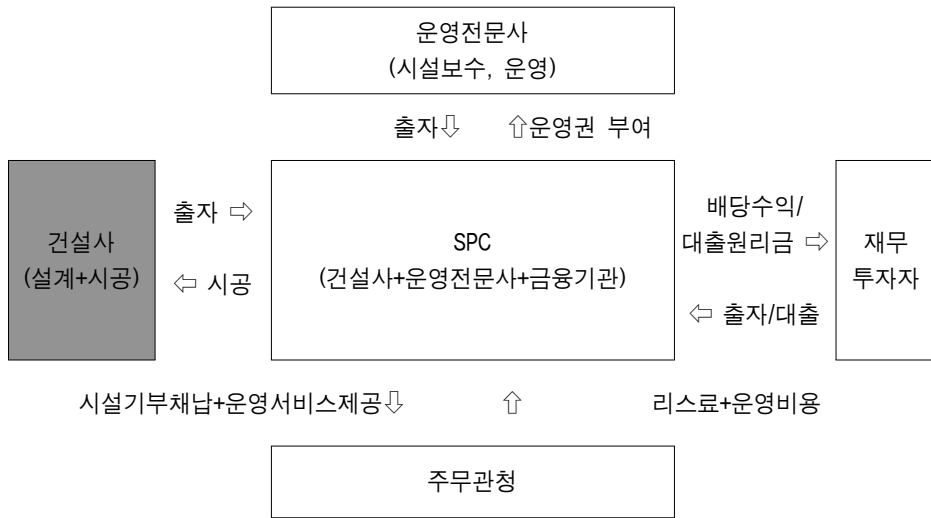 운영전문사
(시설보수, 운영)
출자⇩ ⇧운영권 부여
건설사
(설계+시공)
출자 ⇨
⇦ 시공
SPC
(건설사+운영전문사+금융기관)
배당수익/
대출원리금 ⇨
⇦ 출자/대출
재무
투자자
시설기부채납+운영서비스제공⇩ ⇧ 리스료+운영비용
주무관청